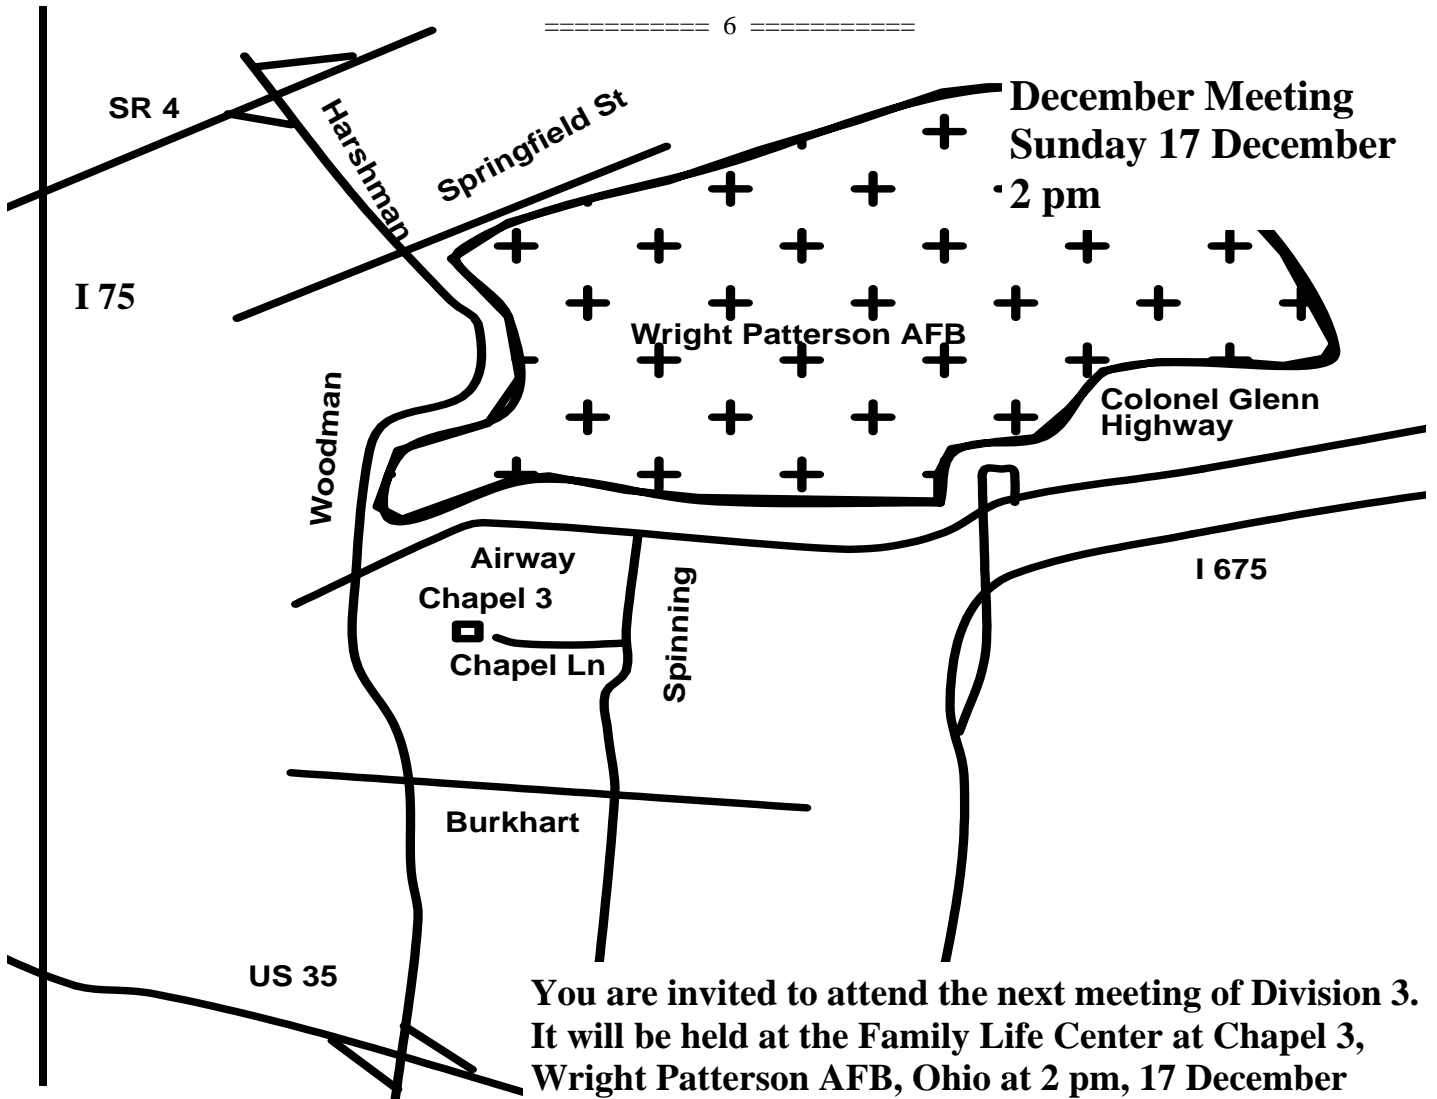 =========== 6 ===========
December Meeting
Sunday 17 December
2 pm
SR 4
Harshman
Springfield St
I 75
Wright Patterson AFB
Woodman
Colonel Glenn
Highway
Airway
I 675
Chapel 3
Spinning
Chapel Ln
Burkhart
US 35
You are invited to attend the next meeting of Division 3.
It will be held at the Family Life Center at Chapel 3,
Wright Patterson AFB, Ohio at 2 pm, 17 December